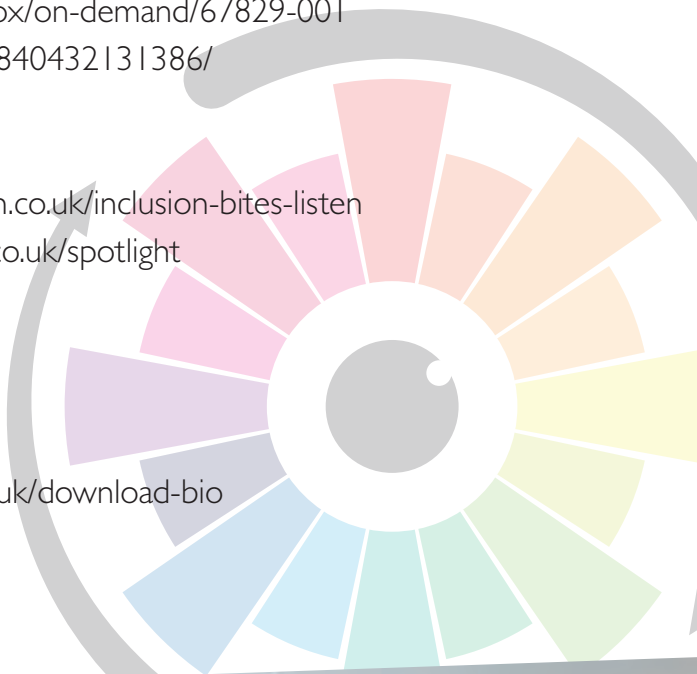 ox/on-demand/67829-001
840432131386/
n.co.uk/inclusion-bites-listen
co.uk/spotlight
uk/download-bio